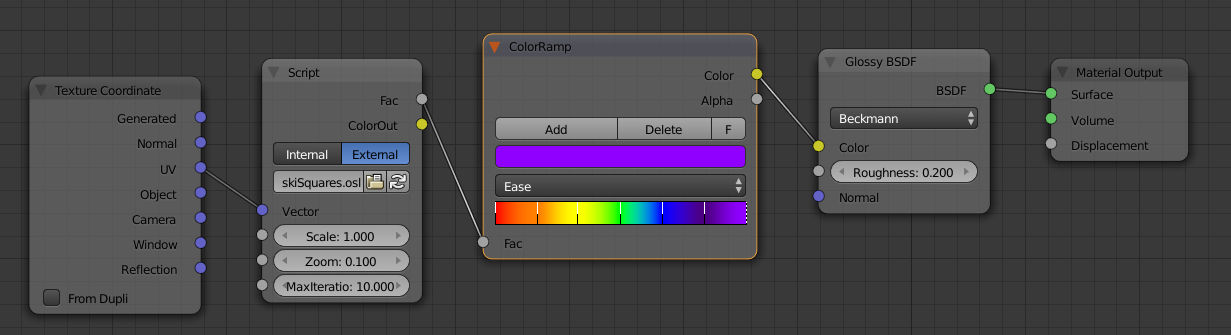 Texture Coordinate
Generated
Normal
UV
Object
Camera
Window
Reflection
From Dupli
Script
Fac
ColorOut
Internal External
skiSquares.osl
Vector
Scale: 1.000
Zoom: 0.100
MaxIteratio: 10.000
ColorRamp
Color
Alpha
Add Delete F
Ease
Fac
Glossy BSDF
BSDF
Beckmann
Color
Roughness: 0.200
Normal
Material Output
Surface
Volume
Displacement